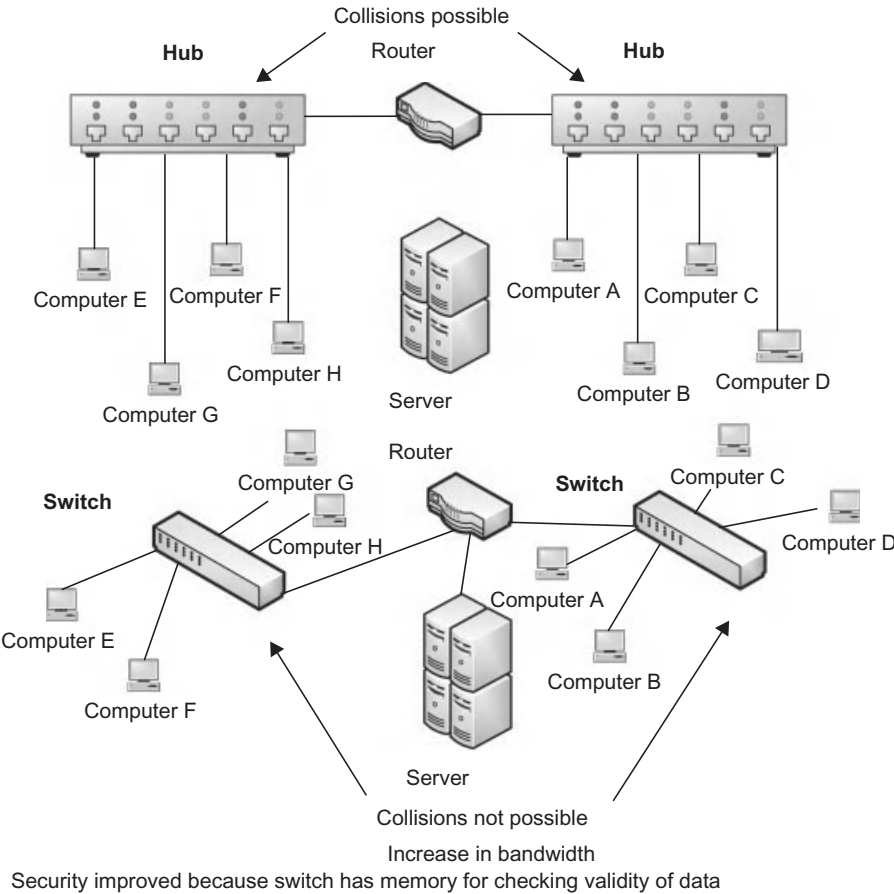 Collisions possible
Hub
Router
Hub
Computer E
Computer F
Computer A
Computer C
Computer H
Computer D
Computer B
Server
Computer G
Router
Computer G
Switch
Computer C
Switch
Computer H
Computer D
Computer A
Computer E
Computer B
Computer F
Server
Collisions not possible
Increase in bandwidth
Security improved because switch has memory for checking validity of data